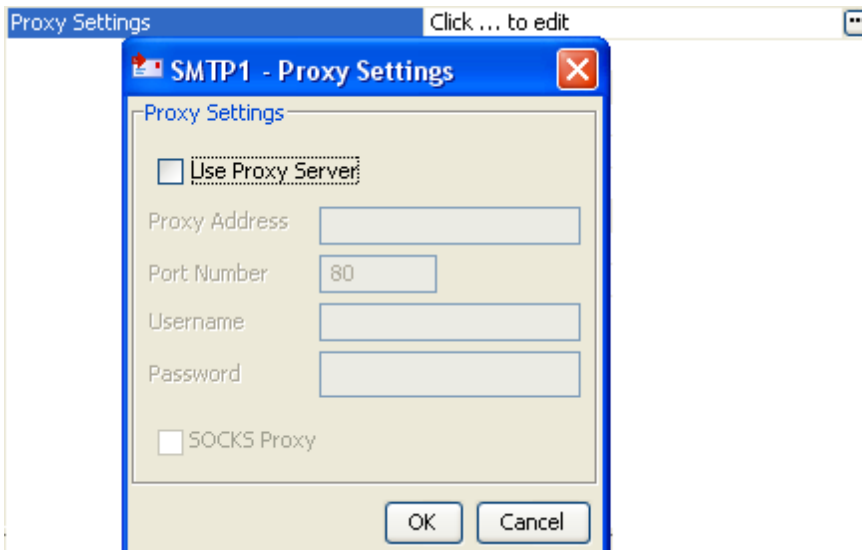 Proxy Settings Click ... to edit ...
SMTP1 - Proxy Settings
Proxy Settings
Use Proxy Server
Proxy Address
Port Number 80
Username
Password
SOCKS Proxy
OK Cancel